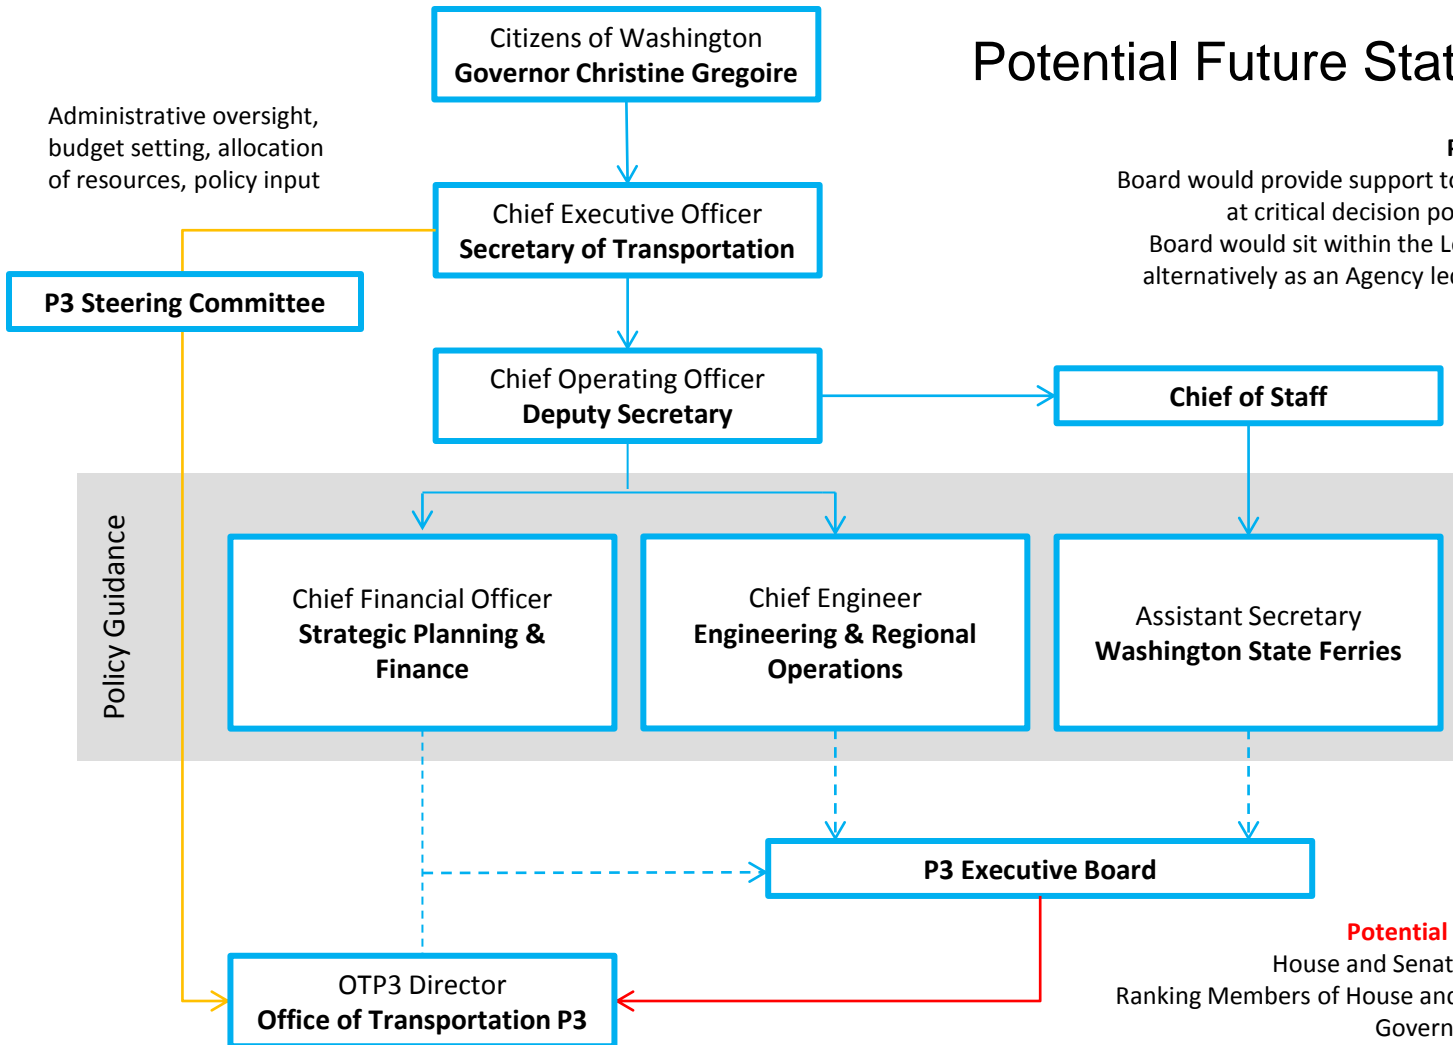 Citizens of Washington
Governor Christine Gregoire
Potential Future Stat
Administrative oversight,
budget setting, allocation
of resources, policy input
Board would provide support to
at critical decision po
Board would sit within the L
alternatively as an Agency led
Chief Executive Officer
Secretary of Transportation
P3 Steering Committee
Chief Operating Officer
Deputy Secretary
Chief of Staff
Policy Guidance
Chief Financial Officer
Strategic Planning &
Finance
Chief Engineer
Engineering & Regional
Operations
Assistant Secretary
Washington State Ferries
P3 Executive Board
Potential
House and Senat
Ranking Members of House and
Govern
OTP3 Director
Office of Transportation P3